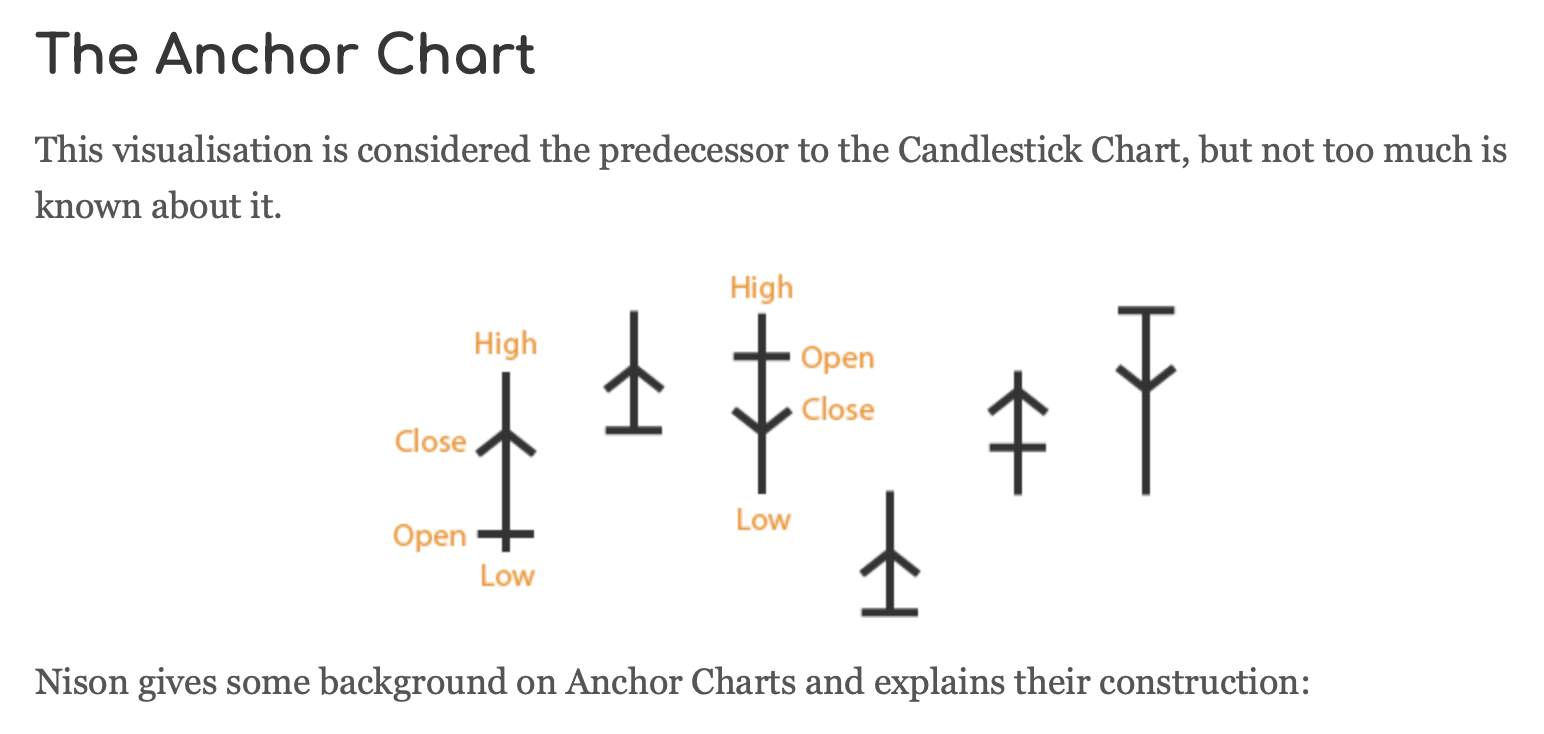 The Anchor Chart
This visualisation is considered the predecessor to the Candlestick Chart, but not too much is
known about it.
High
High
Open
Close
Close
Open
Low
Low
Nison gives some background on Anchor Charts and explains their construction: